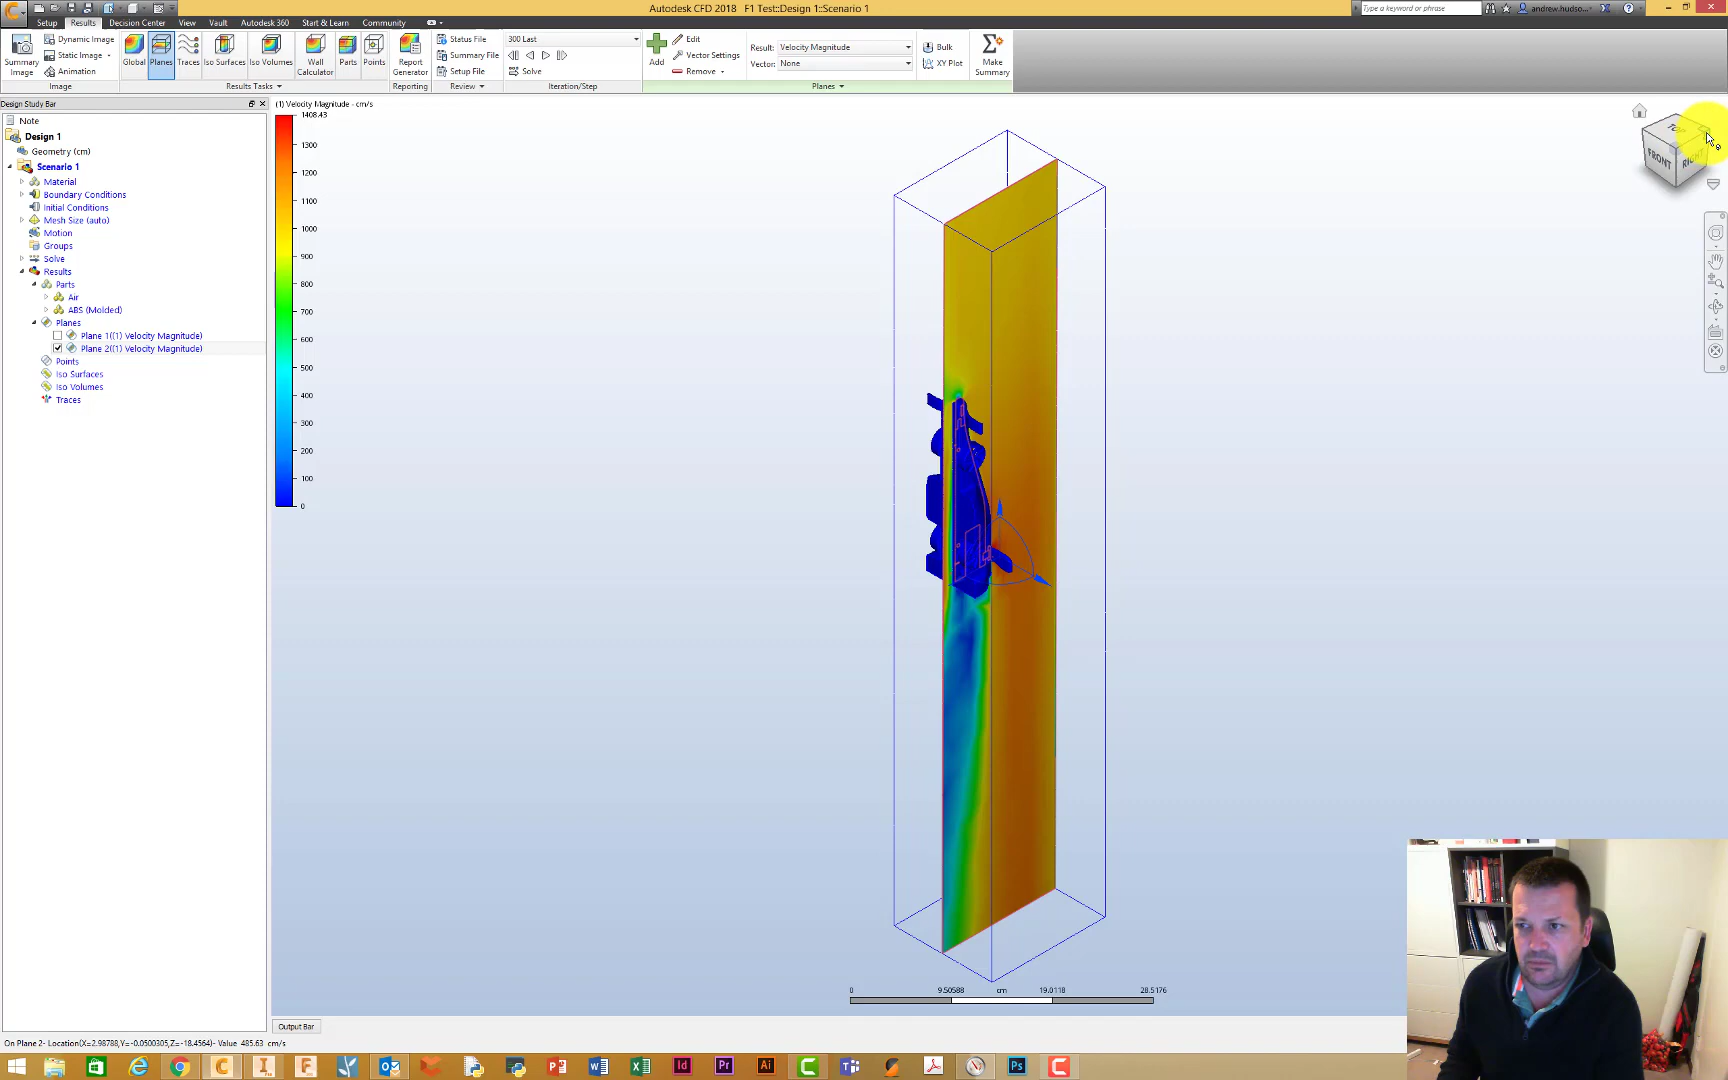 Autodesk CFD 2018 F1 Test::Design 1::Scenario 1
Type a keyword or phrase
andrew.hudso...
Setup Results Decision Center View Vault Autodesk 360 Start & Learn Community
Summary Image
Dynamic Image
Static Image
Animation
Image
Global
Planes
Traces
Iso Surfaces
Iso Volumes
Wall Calculator
Parts
Points
Results Tasks
Report Generator
Reporting
Status File
Summary File
Setup File
Review
300 Last
Solve
Iteration/Step
Add
Edit
Vector Settings
Remove
Result: Velocity Magnitude
Vector: None
Bulk
XY Plot
Make Summary
Planes
Design Study Bar
Note
Design 1
Geometry (cm)
Scenario 1
Material
Boundary Conditions
Initial Conditions
Mesh Size (auto)
Motion
Groups
Solve
Results
Parts
Air
ABS (Molded)
Planes
Plane 1((1) Velocity Magnitude)
Plane 2((1) Velocity Magnitude)
Points
Iso Surfaces
Iso Volumes
Traces
(1) Velocity Magnitude - cm/s
1408.43
1300
1200
1100
1000
900
800
700
600
500
400
300
200
100
0
TOP
FRONT
RIGHT
0 9.50588 cm 19.0118 28.5176
Output Bar
On Plane 2- Location(X=2.98788,Y=-0.0500305,Z=-18.4564)- Value 485.63 cm/s